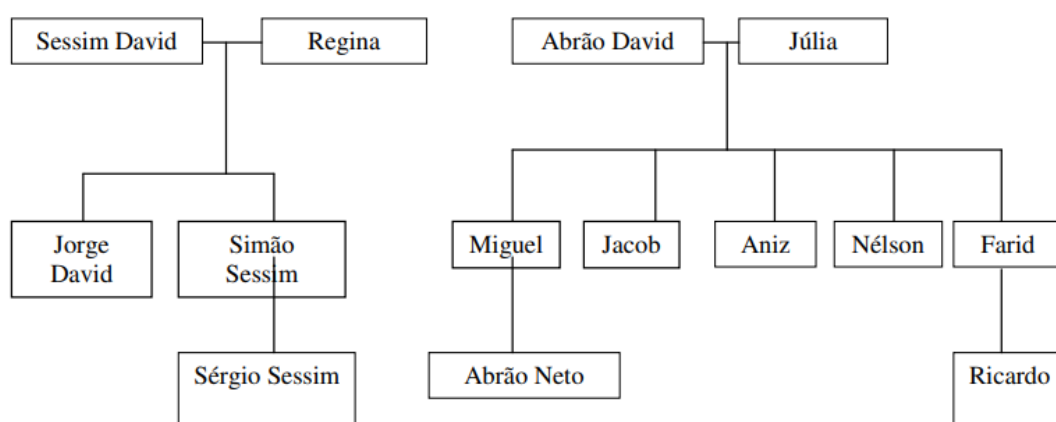 Sessim David
Regina
Abrão David
Júlia
Jorge
David
Simão
Sessim
Miguel
Jacob
Aniz
Nélson
Farid
Sérgio Sessim
Abrão Neto
Ricardo